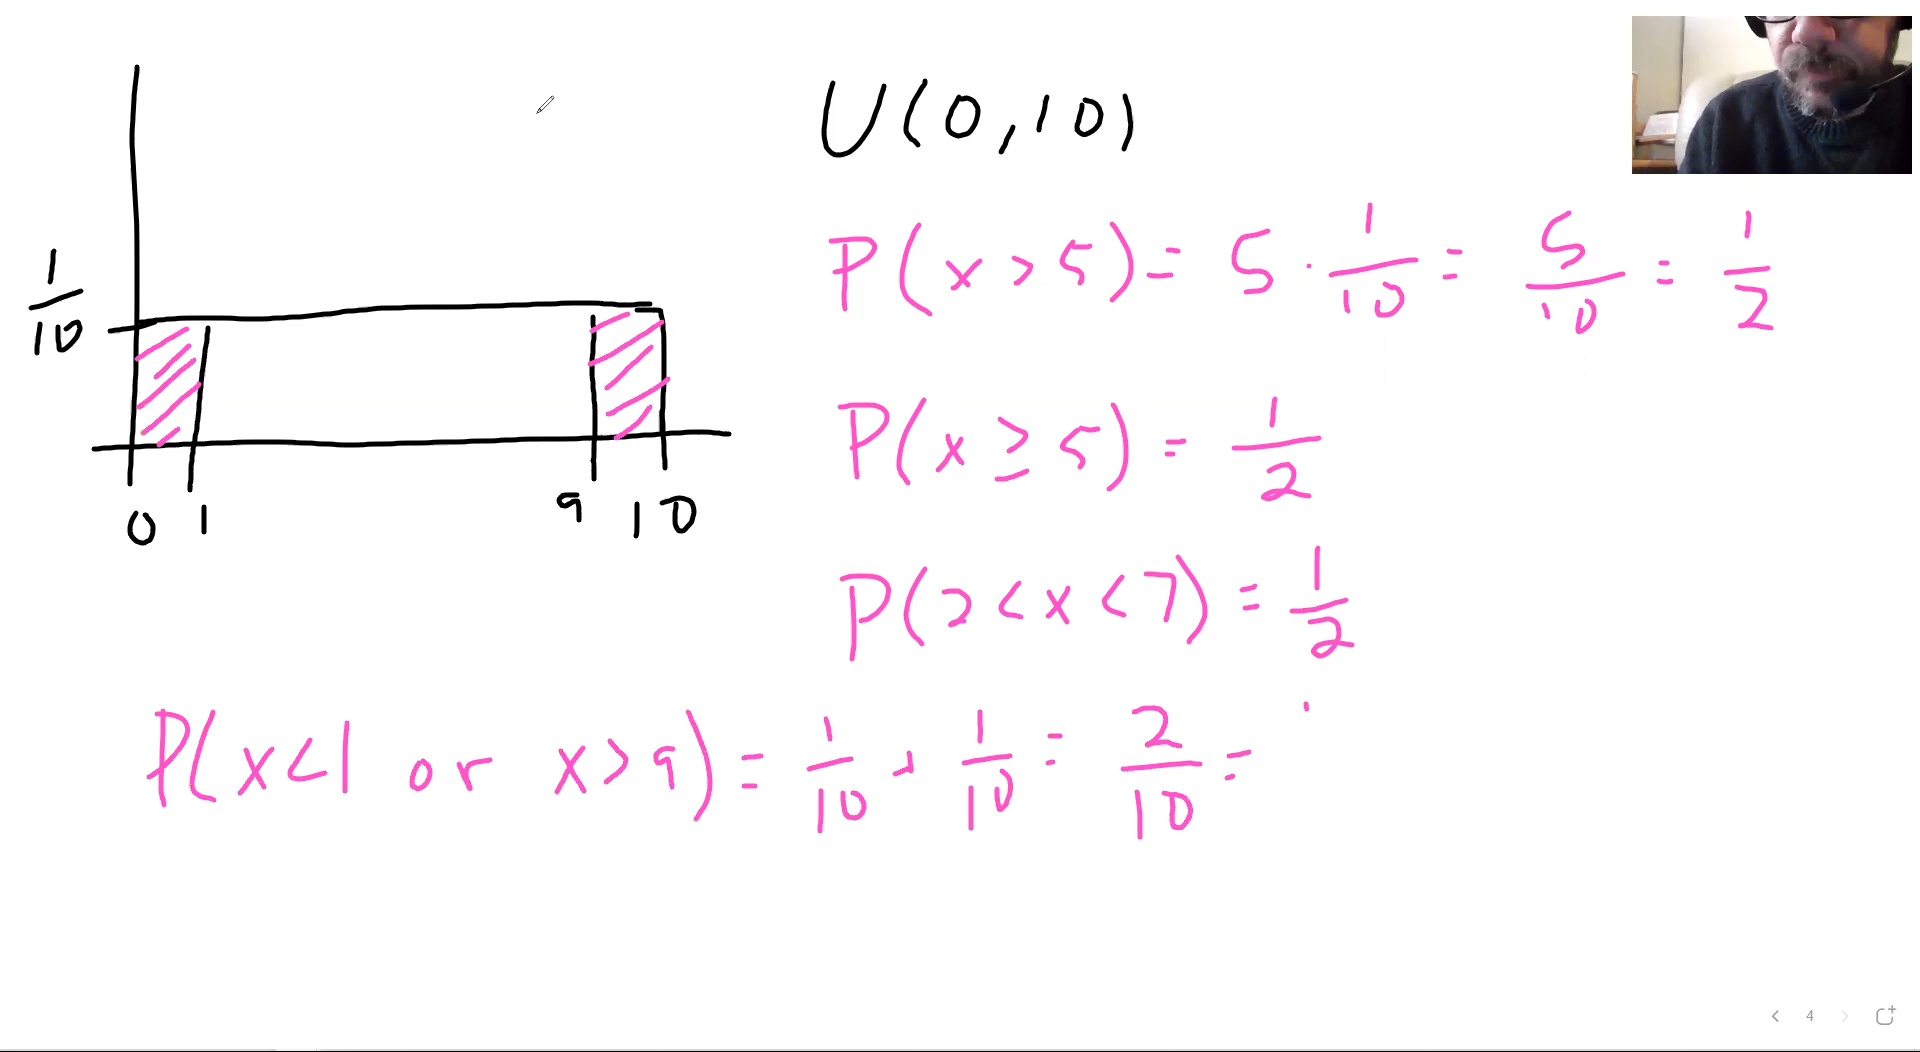 U(0,10)
1/10
P(x>5)= 5 · 1/10 = 5/10 = 1/2
0 1 9 10
P(x≥5) = 1/2
P(2<x<7) = 1/2
P(x<1 or x>9) = 1/10 + 1/10 = 2/10 =
4